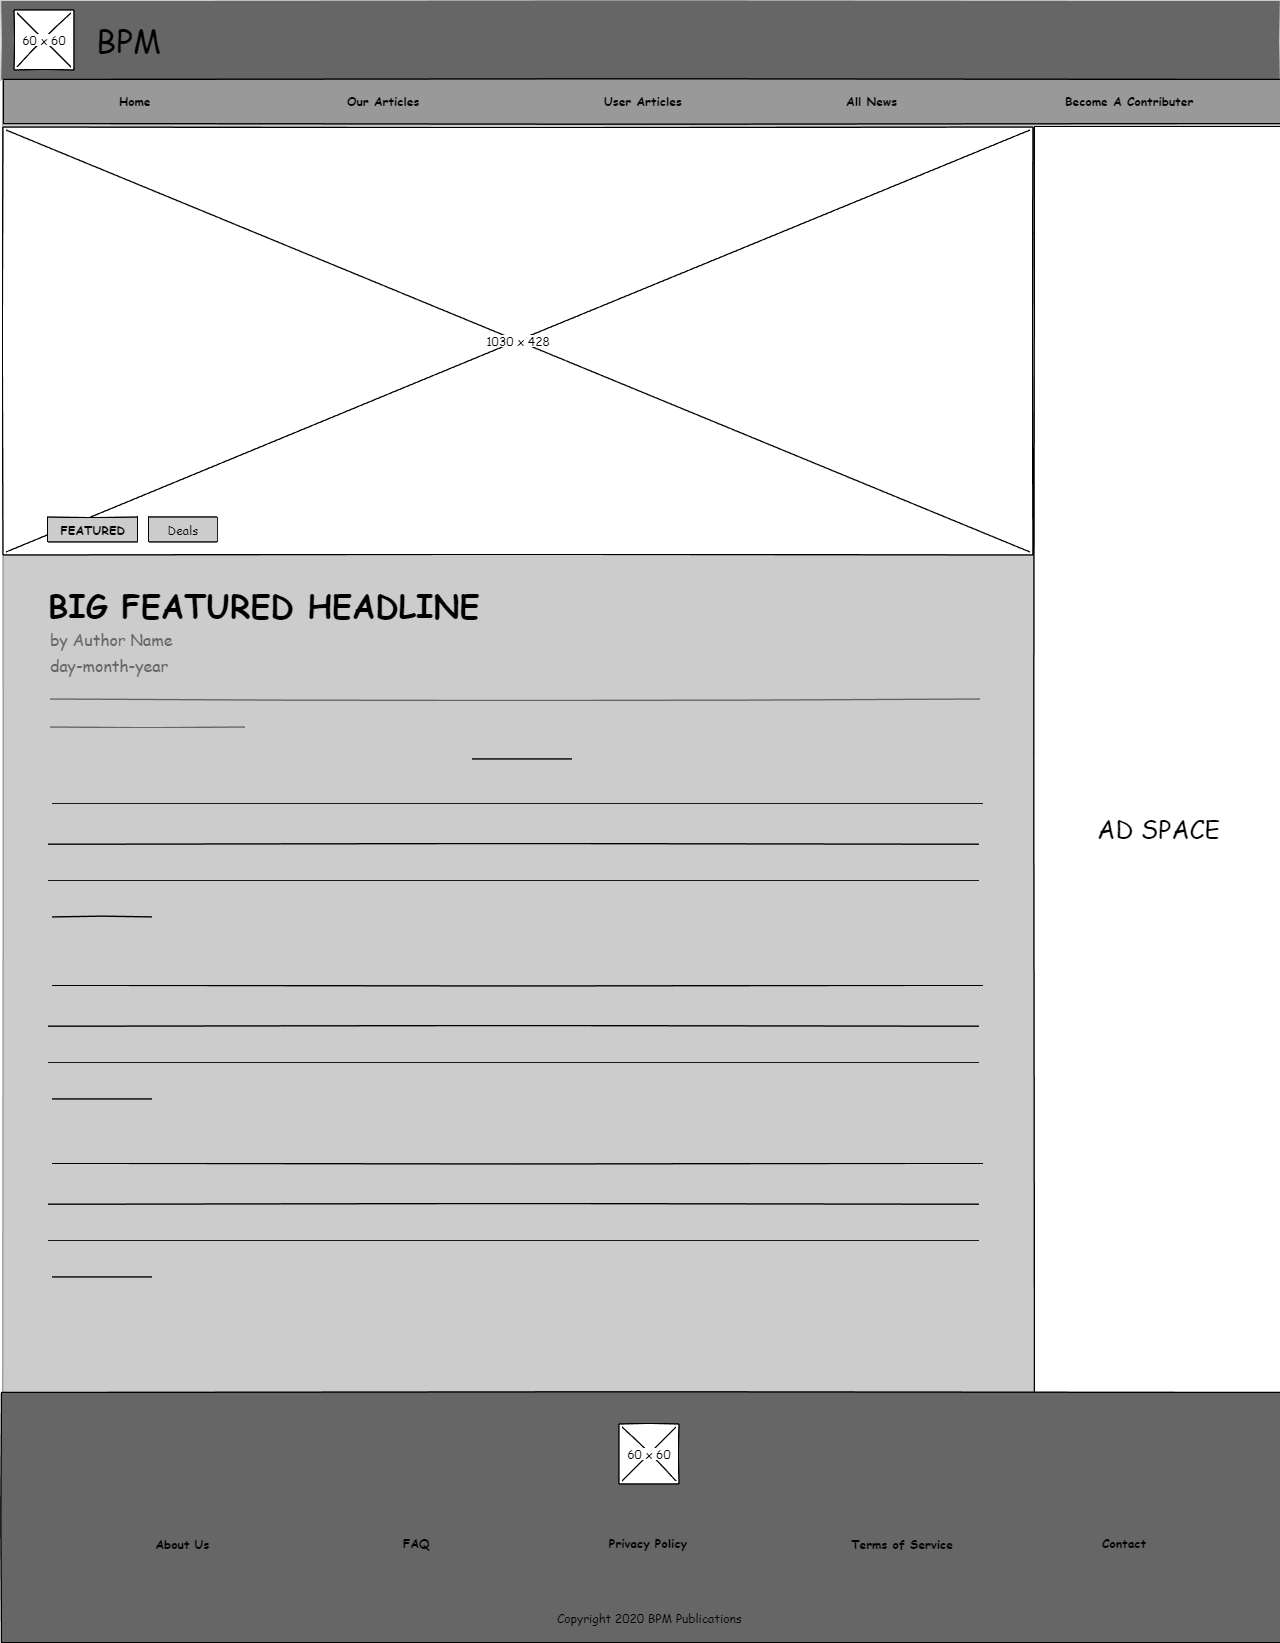 60 x 60
BPM
Home Our Articles User Articles All News Become A Contributer
1030 x 428
FEATURED Deals
BIG FEATURED HEADLINE
by Author Name
day-month-year
AD SPACE
60 x 60
About Us FAQ Privacy Policy Terms of Service Contact
Copyright 2020 BPM Publications